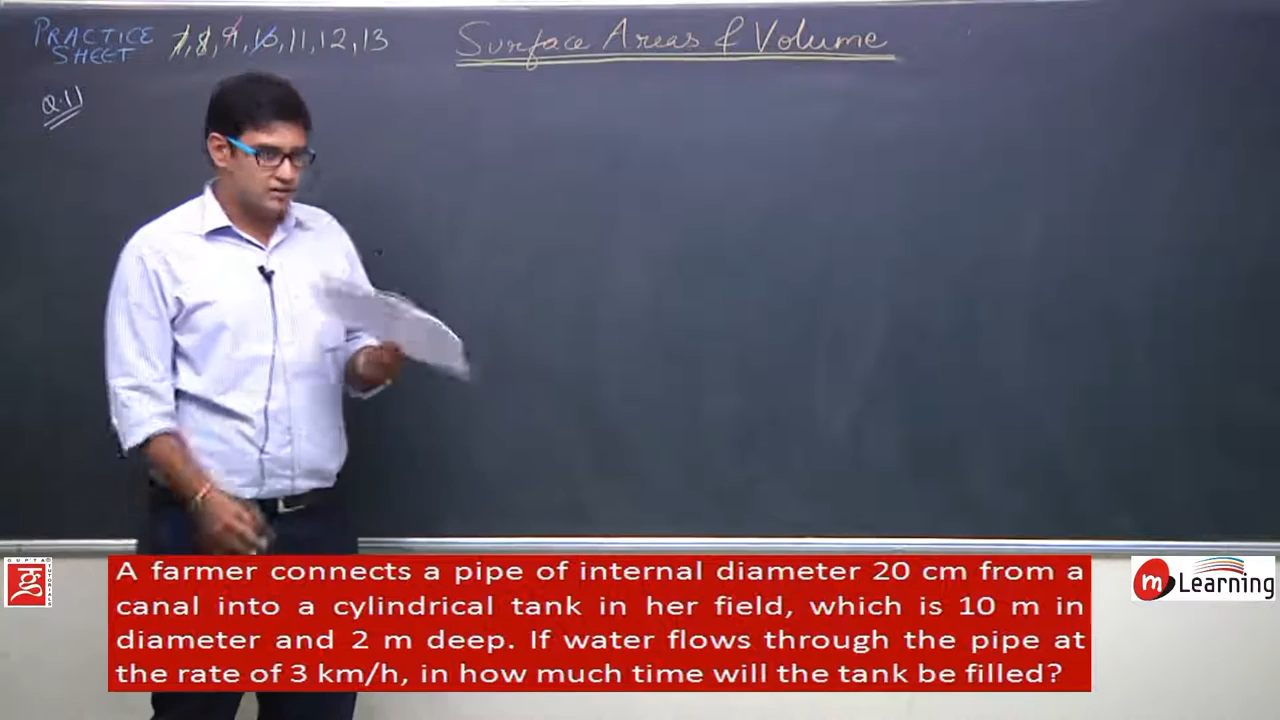 PRACTICE SHEET 7, 8, 9, 10, 11, 12, 13
Surface Areas & Volume
Q.11
A farmer connects a pipe of internal diameter 20 cm from a
canal into a cylindrical tank in her field, which is 10 m in
diameter and 2 m deep. If water flows through the pipe at
the rate of 3 km/h, in how much time will the tank be filled?
GUPTA TUTORIALS
m Learning